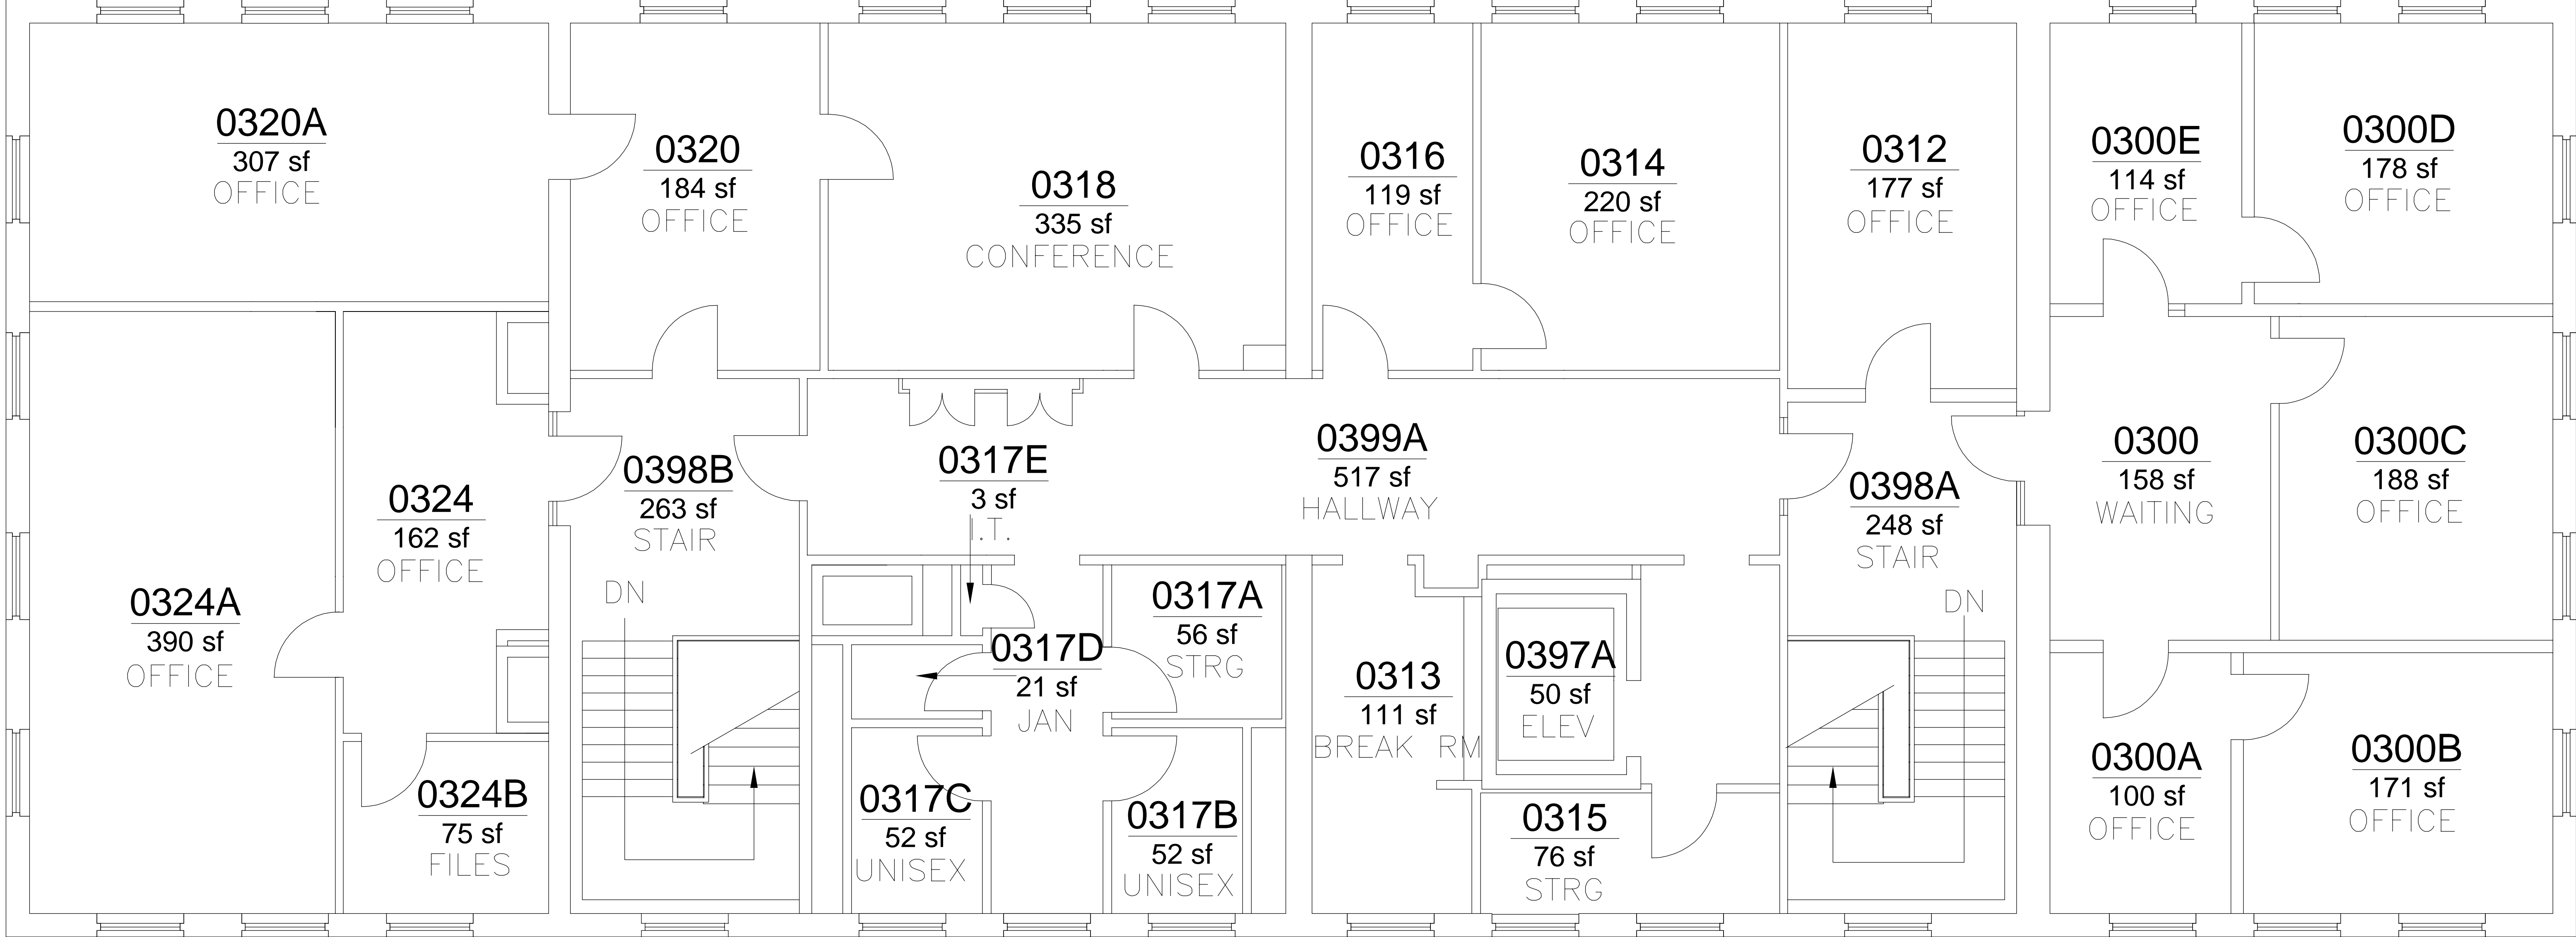 0320A
307 sf
OFFICE
0320
184 sf
OFFICE
0318
335 sf
CONFERENCE
0316
119 sf
OFFICE
0314
220 sf
OFFICE
0312
177 sf
OFFICE
0300E
114 sf
OFFICE
0300D
178 sf
OFFICE
0324A
390 sf
OFFICE
0324
162 sf
OFFICE
0324B
75 sf
FILES
0398B
263 sf
STAIR
DN
0317E
3 sf
I.T.
0399A
517 sf
HALLWAY
0317A
56 sf
STRG
0317D
21 sf
JAN
0317C
52 sf
UNISEX
0317B
52 sf
UNISEX
0313
111 sf
BREAK RM
0397A
50 sf
ELEV
0315
76 sf
STRG
0398A
248 sf
STAIR
DN
0300
158 sf
WAITING
0300C
188 sf
OFFICE
0300A
100 sf
OFFICE
0300B
171 sf
OFFICE